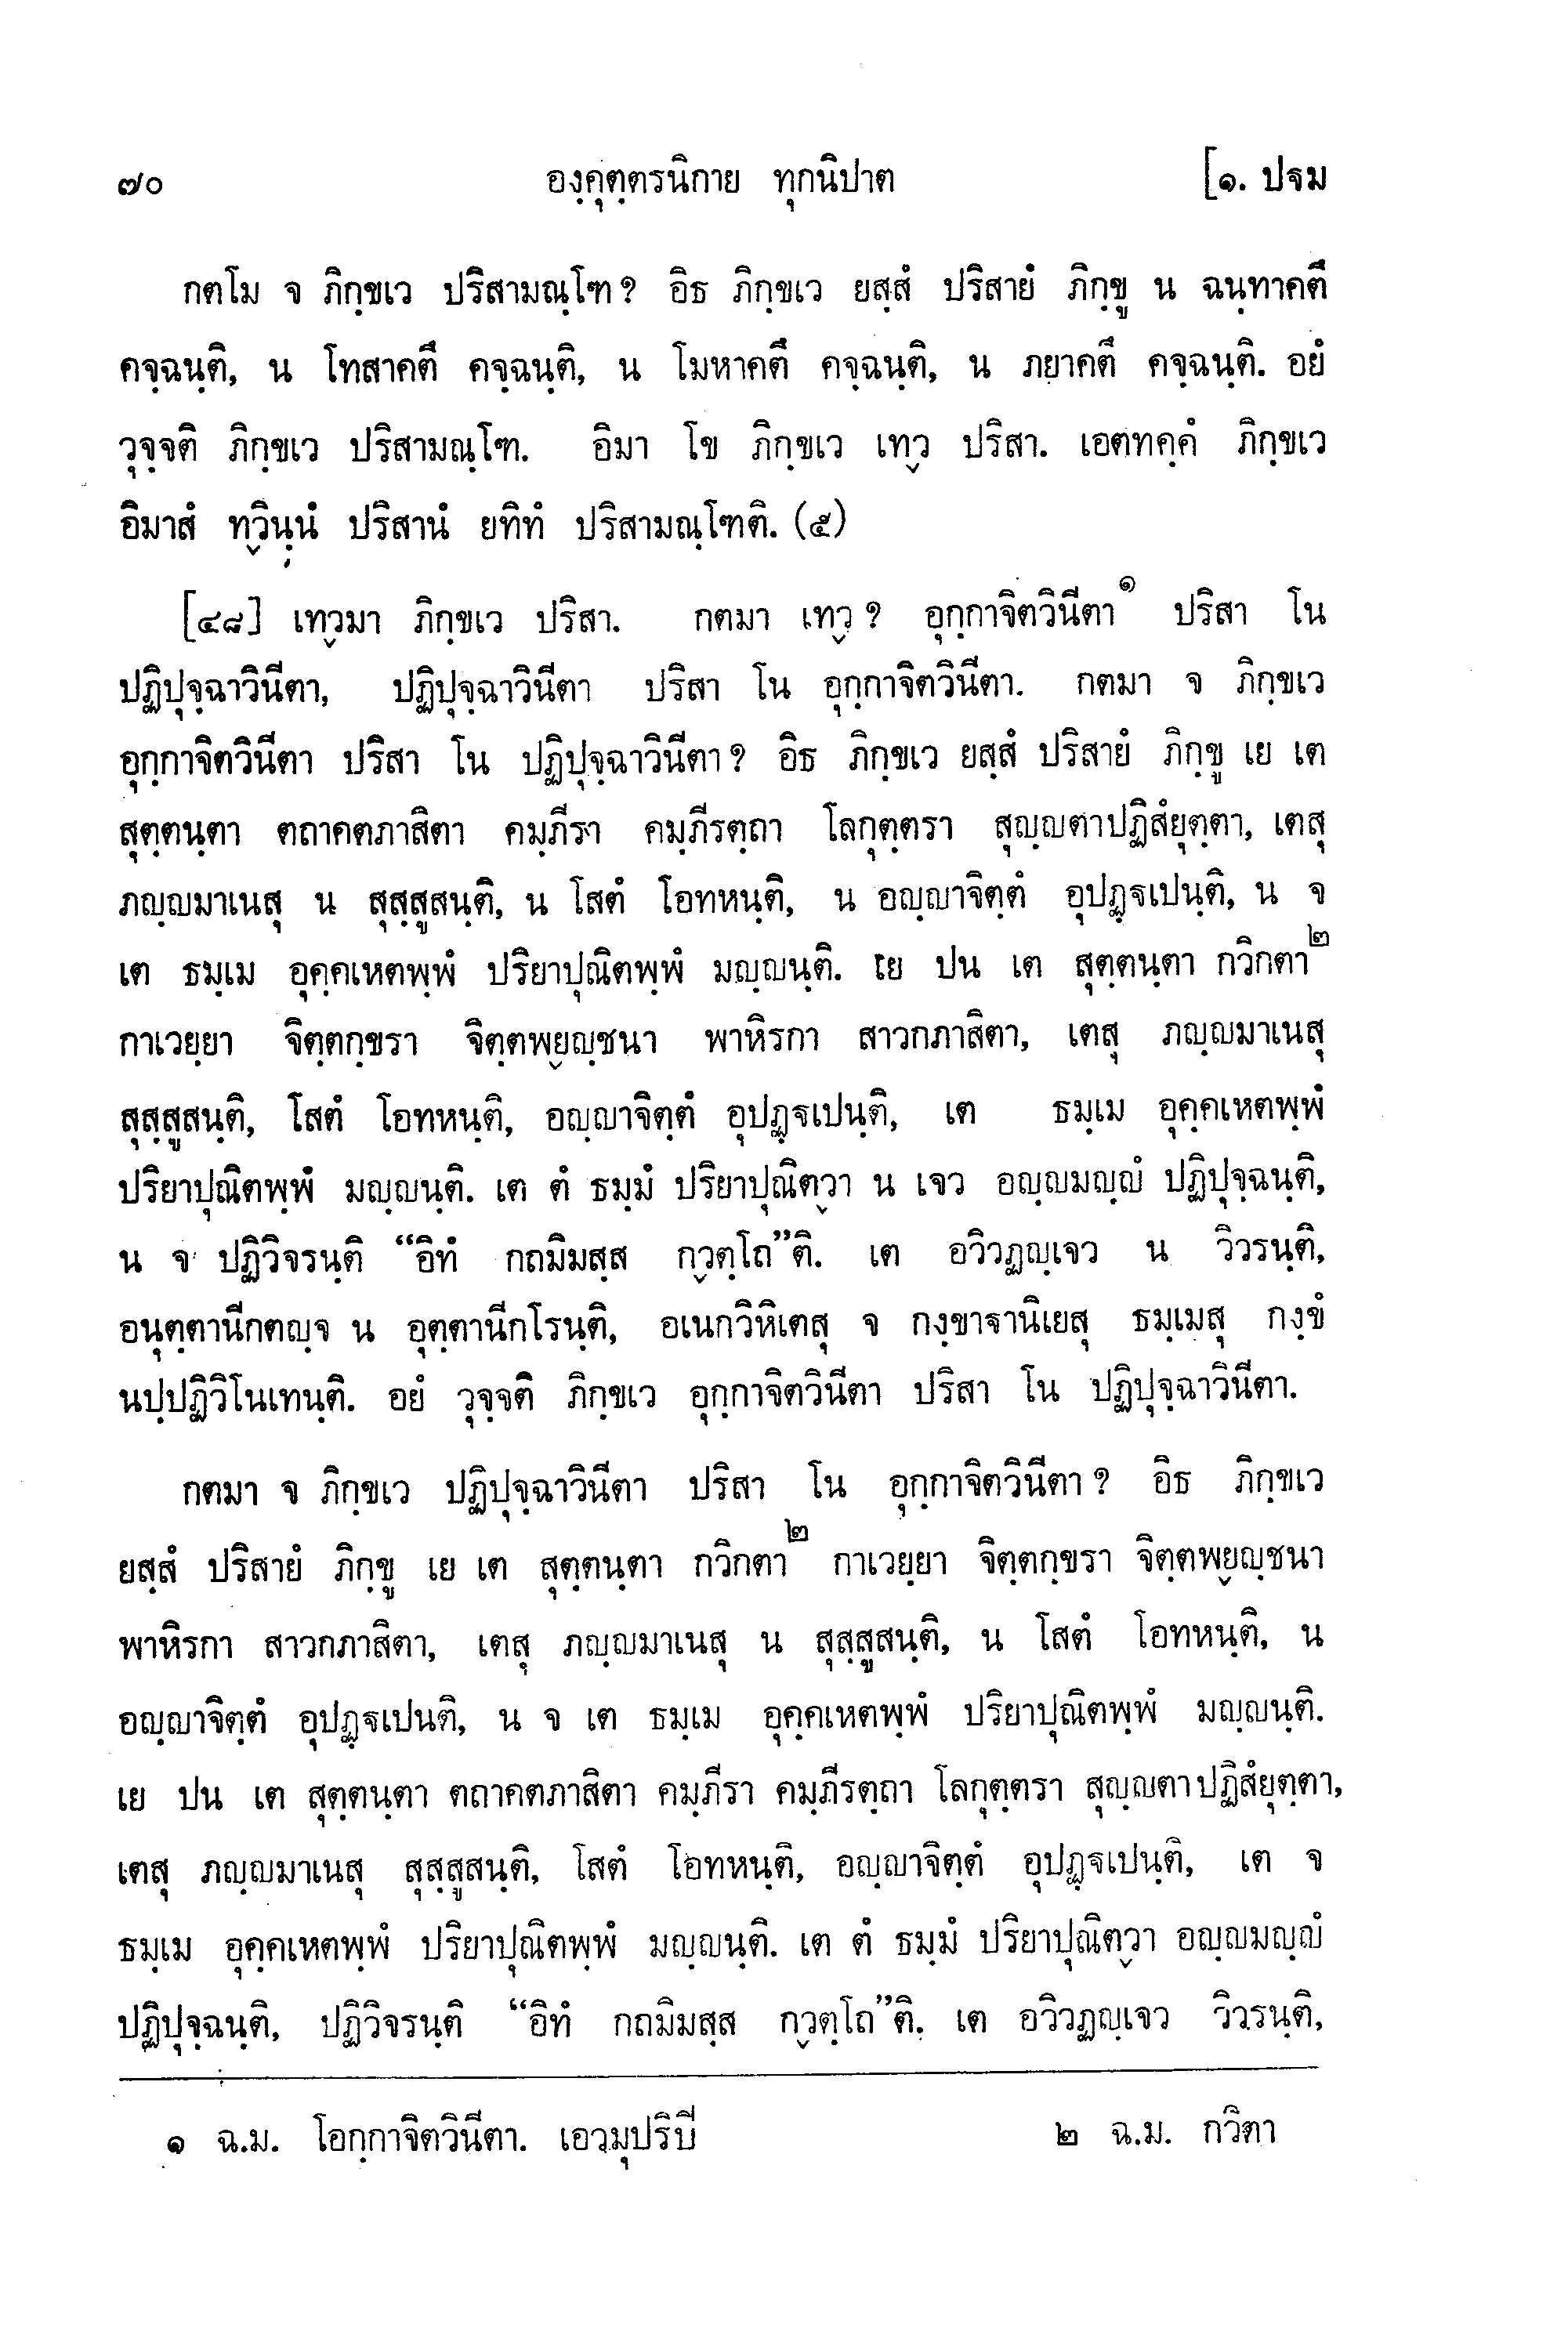 ๗๐ องฺคุตฺตรนิกาย ทุกนิปาต [๑. ปฐม
กตโม จ ภิกฺขเว ปริสามณฺโฑ? อิธ ภิกฺขเว ยสฺสํ ปริสายํ ภิกฺขู น ฉนฺทาคตึ
คจฺฉนฺติ, น โทสาคตึ คจฺฉนฺติ, น โมหาคตึ คจฺฉนฺติ, น ภยาคตึ คจฺฉนฺติ. อยํ
วุจฺจติ ภิกฺขเว ปริสามณฺโฑ. อิมา โข ภิกฺขเว เทฺว ปริสา. เอตทคฺคํ ภิกฺขเว
อิมาสํ ทฺวินฺนํ ปริสานํ ยทิทํ ปริสามณฺโฑติ. (๕)
[๔๘] เทฺวมา ภิกฺขเว ปริสา. กตมา เทฺว? อุกฺกาจิตวินีตา๑ ปริสา โน
ปฏิปุจฺฉาวินีตา, ปฏิปุจฺฉาวินีตา ปริสา โน อุกฺกาจิตวินีตา. กตมา จ ภิกฺขเว
อุกฺกาจิตวินีตา ปริสา โน ปฏิปุจฺฉาวินีตา? อิธ ภิกฺขเว ยสฺสํ ปริสายํ ภิกฺขู เย เต
สุตฺตนฺตา ตถาคตภาสิตา คมฺภีรา คมฺภีรตฺถา โลกุตฺตรา สุญฺญตาปฏิสํยุตฺตา, เตสุ
ภญฺญมาเนสุ น สุสฺสูสนฺติ, น โสตํ โอทหนฺติ, น อญฺญาจิตฺตํ อุปฏฺฐเปนฺติ, น จ
เต ธมฺเม อุคฺคเหตพฺพํ ปริยาปุณิตพฺพํ มญฺญนฺติ. เย ปน เต สุตฺตนฺตา กวิกตา๒
กาเวยฺยา จิตฺตกฺขรา จิตฺตพฺยญฺชนา พาหิรกา สาวกภาสิตา, เตสุ ภญฺญมาเนสุ
สุสฺสูสนฺติ, โสตํ โอทหนฺติ, อญฺญาจิตฺตํ อุปฏฺฐเปนฺติ, เต ธมฺเม อุคฺคเหตพฺพํ
ปริยาปุณิตพฺพํ มญฺญนฺติ. เต ตํ ธมฺมํ ปริยาปุณิตฺวา น เจว อญฺญมญฺญํ ปฏิปุจฺฉนฺติ,
น จ ปฏิวิจรนฺติ “อิทํ กถมิมสฺส กฺวตฺโถ”ติ. เต อวิวฏญฺเจว น วิวรนฺติ,
อนุตฺตานีกตญฺจ น อุตฺตานีกโรนฺติ, อเนกวิหิเตสุ จ กงฺขาฐานิเยสุ ธมฺเมสุ กงฺขํ
นปฺปฏิวิโนเทนฺติ. อยํ วุจฺจติ ภิกฺขเว อุกฺกาจิตวินีตา ปริสา โน ปฏิปุจฺฉาวินีตา.
กตมา จ ภิกฺขเว ปฏิปุจฺฉาวินีตา ปริสา โน อุกฺกาจิตวินีตา? อิธ ภิกฺขเว
ยสฺสํ ปริสายํ ภิกฺขู เย เต สุตฺตนฺตา กวิกตา๒ กาเวยฺยา จิตฺตกฺขรา จิตฺตพฺยญฺชนา
พาหิรกา สาวกภาสิตา, เตสุ ภญฺญมาเนสุ น สุสฺสูสนฺติ, น โสตํ โอทหนฺติ, น
อญฺญาจิตฺตํ อุปฏฺฐเปนติ, น จ เต ธมฺเม อุคฺคเหตพฺพํ ปริยาปุณิตพฺพํ มญฺญนฺติ.
เย ปน เต สุตฺตนฺตา ตถาคตภาสิตา คมฺภีรา คมฺภีรตฺถา โลกุตฺตรา สุญฺญตาปฏิสํยุตฺตา,
เตสุ ภญฺญมาเนสุ สุสฺสูสนฺติ, โสตํ โอทหนฺติ, อญฺญาจิตฺตํ อุปฏฺฐเปนฺติ, เต จ
ธมฺเม อุคฺคเหตพฺพํ ปริยาปุณิตพฺพํ มญฺญนฺติ. เต ตํ ธมฺมํ ปริยาปุณิตฺวา อญฺญมญฺญํ
ปฏิปุจฺฉนฺติ, ปฏิวิจรนฺติ “อิทํ กถมิมสฺส กฺวตฺโถ”ติ. เต อวิวฏญฺเจว วิวรนฺติ,
๑ ฉ.ม. โอกฺกาจิตวินีตา. เอวมุปริปิ ๒ ฉ.ม. กวิตา